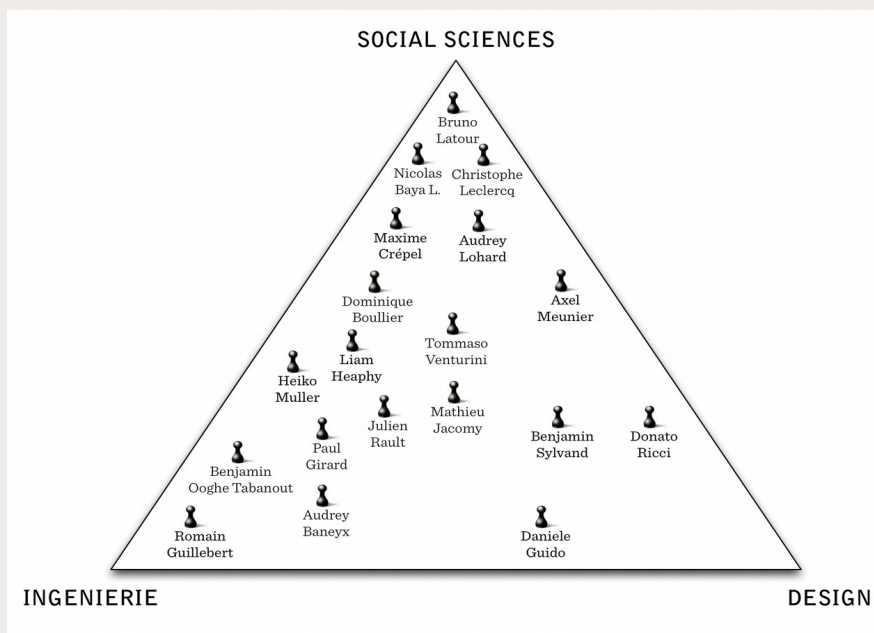 SOCIAL SCIENCES
Bruno
Latour
Nicolas
Baya L.
Christophe
Leclercq
Maxime
Crépel
Audrey
Lohard
Dominique
Boullier
Axel
Meunier
Tommaso
Venturini
Liam
Heaphy
Heiko
Muller
Mathieu
Jacomy
Julien
Rault
Benjamin
Sylvand
Donato
Ricci
Paul
Girard
Benjamin
Ooghe Tabanout
Audrey
Baneyx
Romain
Guillebert
Daniele
Guido
INGENIERIE
DESIGN